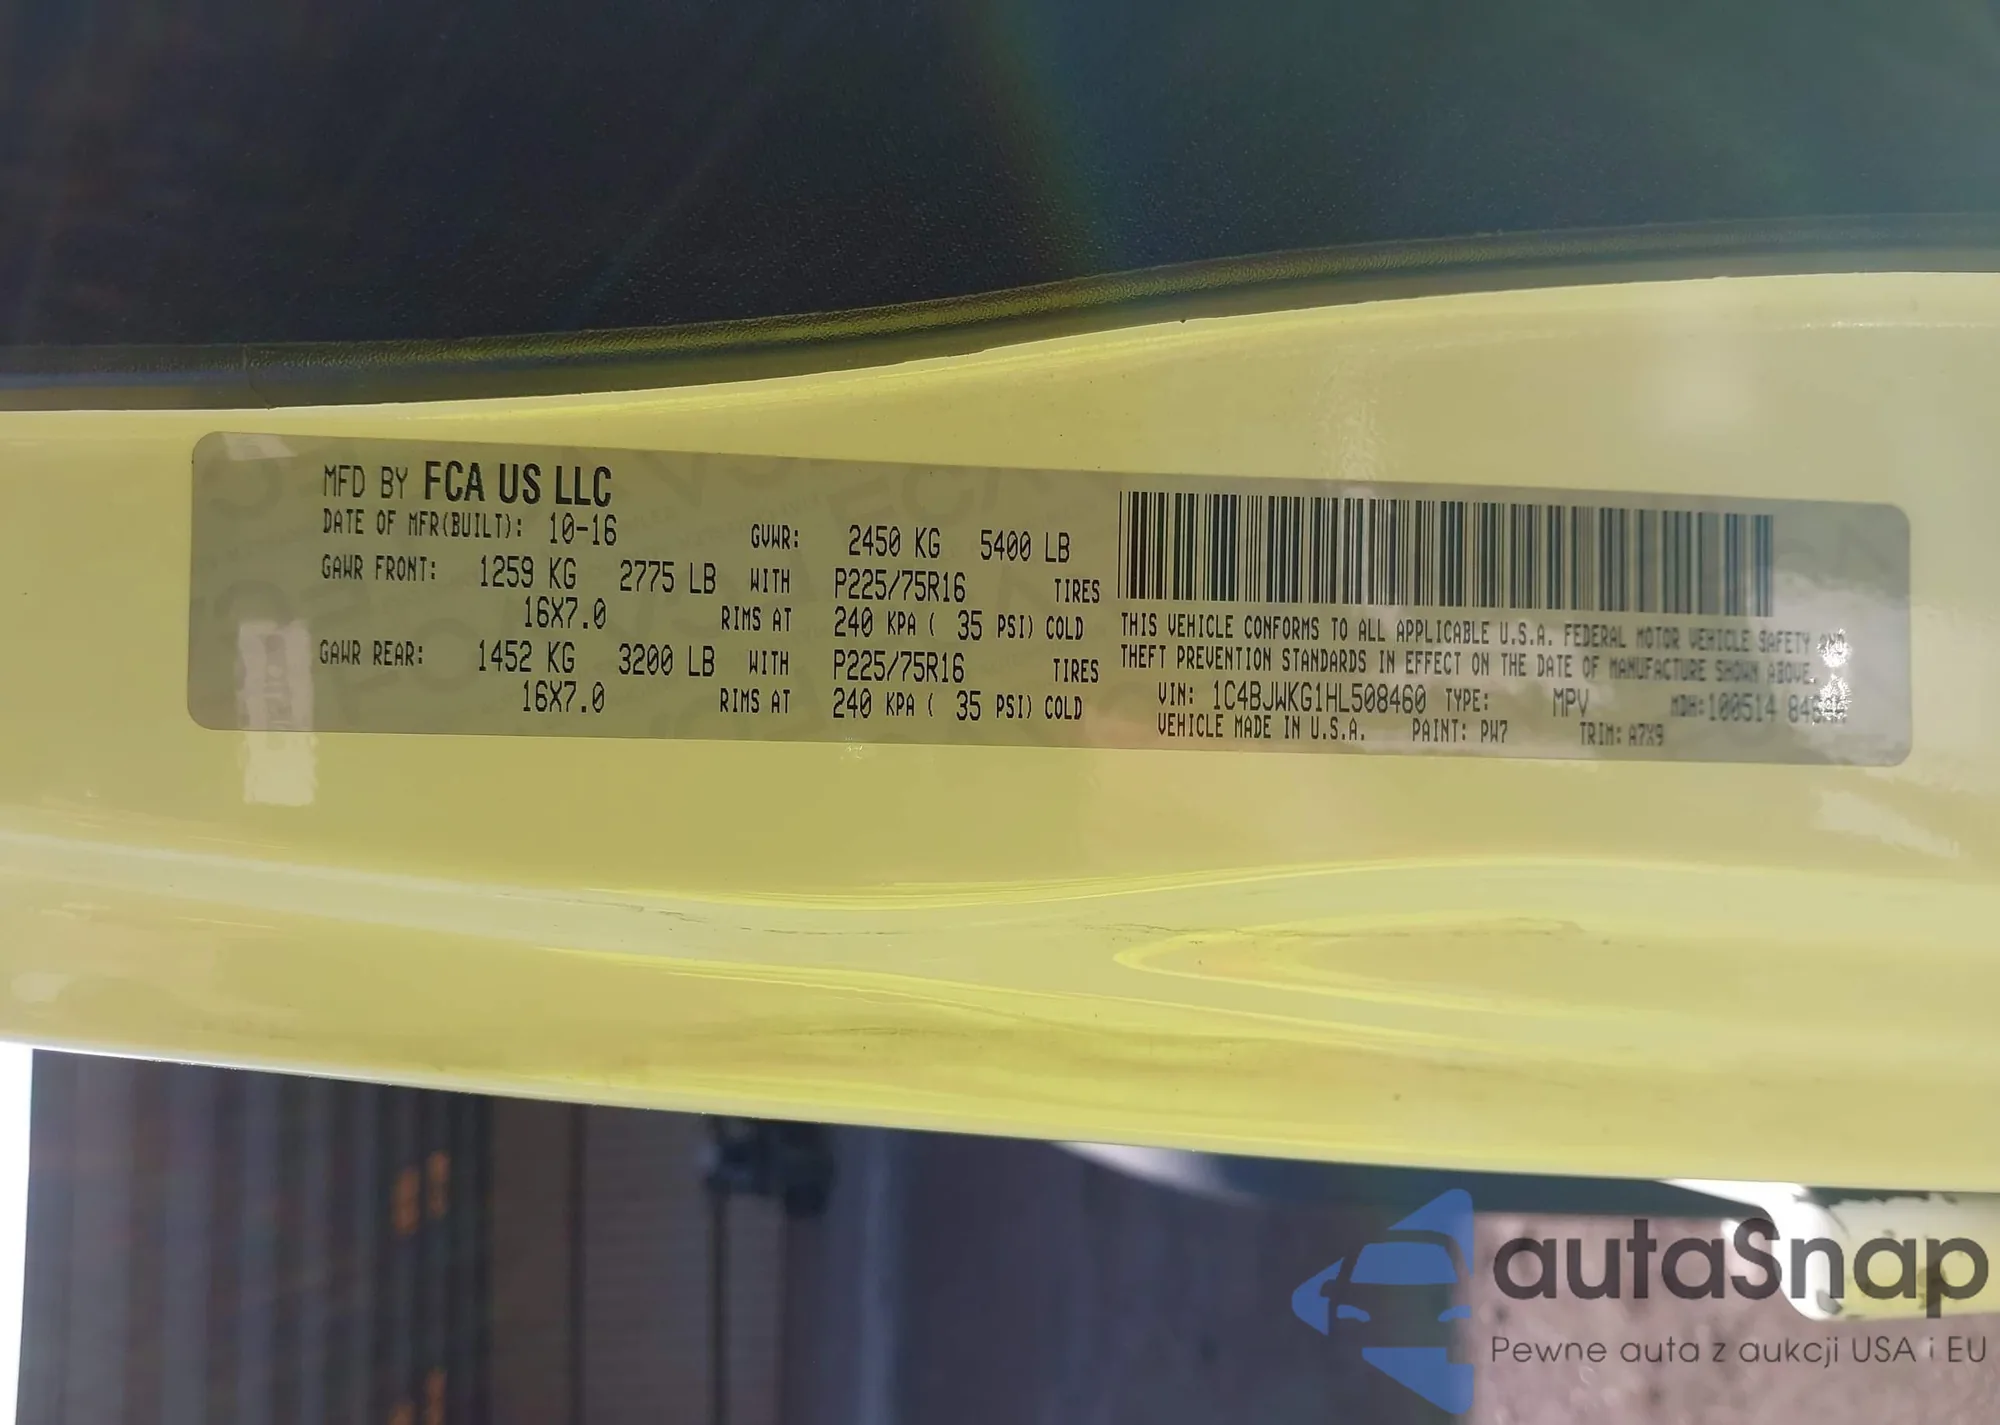 MFD BY FCA US LLC
DATE OF MFR(BUILT): 10-16 GVWR: 2450 KG 5400 LB
GAWR FRONT: 1259 KG 2775 LB WITH P225/75R16 TIRES
16X7.0 RIMS AT 240 KPA ( 35 PSI) COLD
GAWR REAR: 1452 KG 3200 LB WITH P225/75R16 TIRES
16X7.0 RIMS AT 240 KPA ( 35 PSI) COLD
THIS VEHICLE CONFORMS TO ALL APPLICABLE U.S.A. FEDERAL MOTOR VEHICLE SAFETY AND
THEFT PREVENTION STANDARDS IN EFFECT ON THE DATE OF MANUFACTURE SHOWN ABOVE.
VIN: 1C4BJWKG1HL508460 TYPE: MPV MDH:100514
VEHICLE MADE IN U.S.A. PAINT: PW7 TRIM: A7X9
autaSnap
Pewne auta z aukcji USA i EU